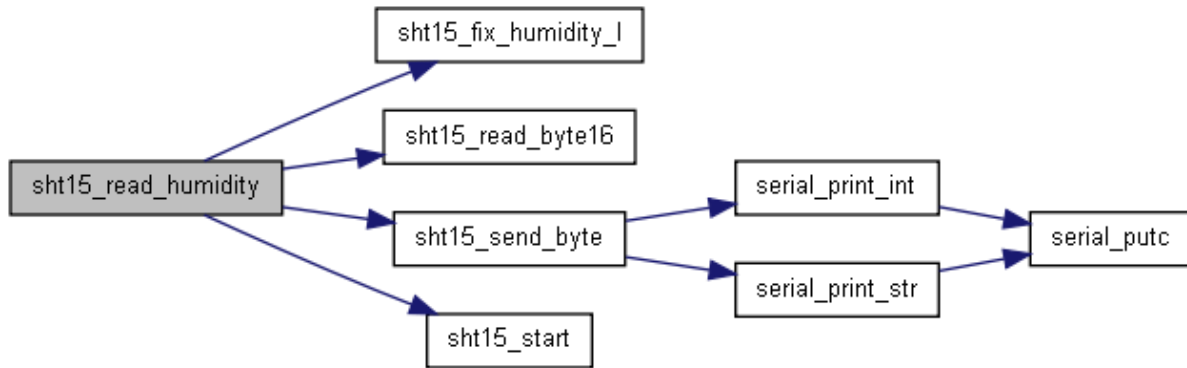 sht15_fix_humidity_l
sht15_read_byte16
sht15_read_humidity
serial_print_int
sht15_send_byte
serial_putc
serial_print_str
sht15_start